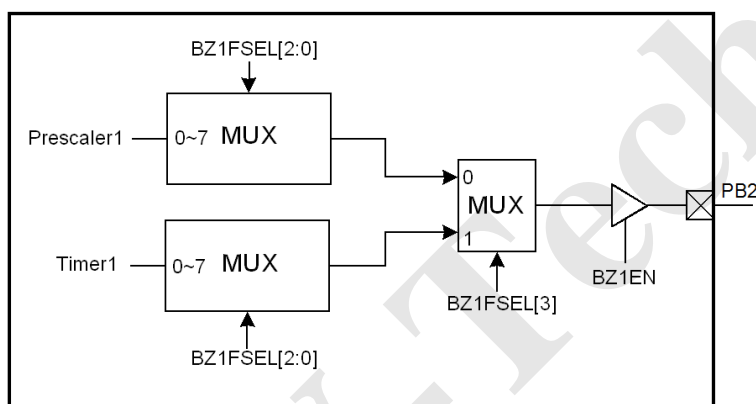 BZ1FSEL[2:0]
Prescaler1
0~7 MUX
0
MUX
1
PB2
Timer1
0~7 MUX
BZ1EN
BZ1FSEL[3]
BZ1FSEL[2:0]
-Tech